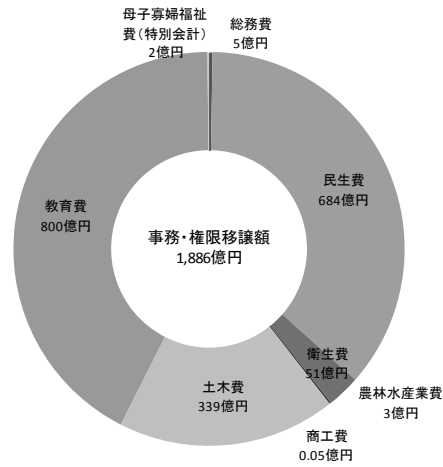 母子寡婦福祉
費（特別会計）
2億円
総務費
5億円
民生費
684億円
教育費
800億円
事務・権限移譲額
1,886億円
衛生費
51億円
農林水産業費
3億円
土木費
339億円
商工費
0.05億円